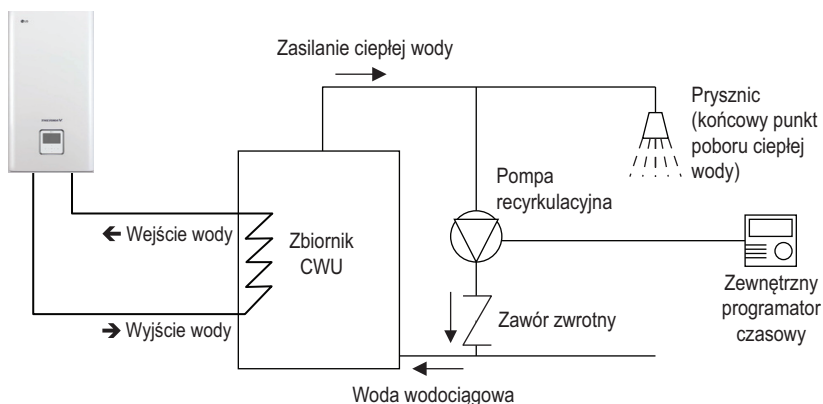 Zasilanie ciepłej wody
Prysznic
(końcowy punkt
poboru ciepłej
wody)
Pompa
recyrkulacyjna
Wejście wody
Zbiornik
CWU
Zewnętrzny
programator
czasowy
Zawór zwrotny
Wyjście wody
Woda wodociągowa